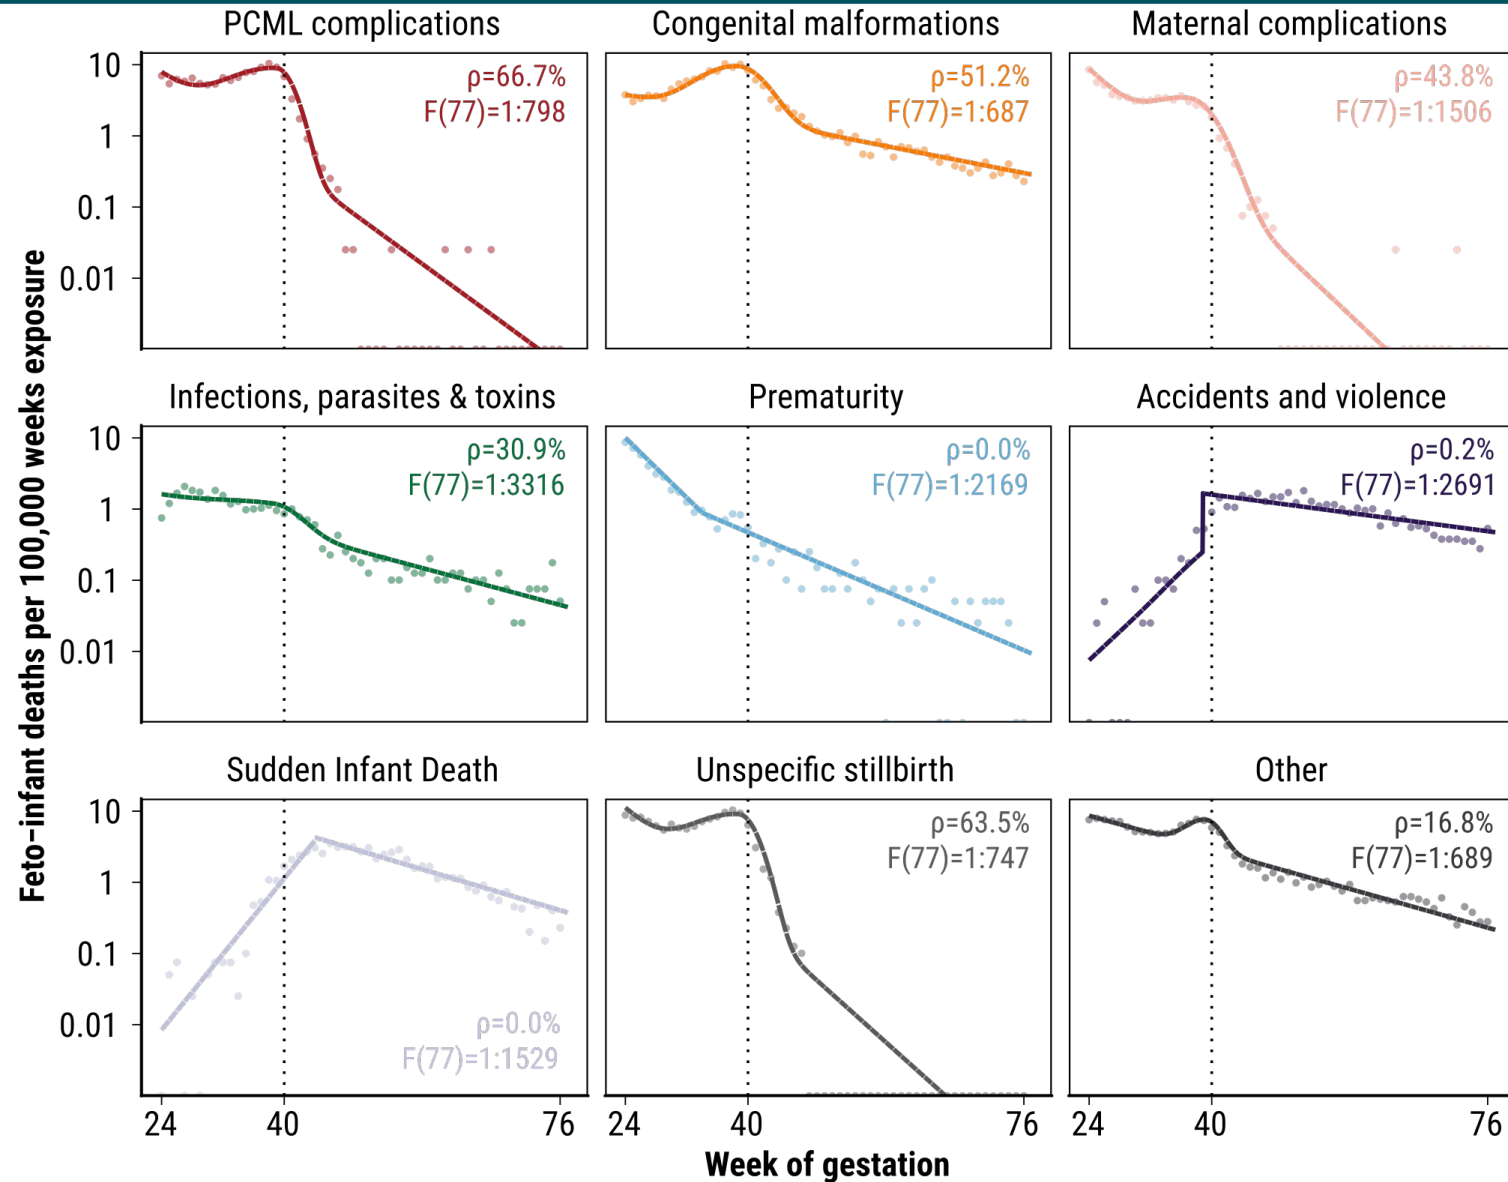 PCML complications
Congenital malformations
Maternal complications
10
1
0.1
0.01
ρ=66.7%
F(77)=1:798
ρ=51.2%
F(77)=1:687
ρ=43.8%
F(77)=1:1506
Feto-infant deaths per 100,000 weeks exposure
Infections, parasites & toxins
Prematurity
Accidents and violence
10
1
0.1
0.01
ρ=30.9%
F(77)=1:3316
ρ=0.0%
F(77)=1:2169
ρ=0.2%
F(77)=1:2691
Sudden Infant Death
Unspecific stillbirth
Other
10
1
0.1
0.01
ρ=0.0%
F(77)=1:1529
ρ=63.5%
F(77)=1:747
ρ=16.8%
F(77)=1:689
24 40 76
24 40 76
24 40 76
Week of gestation